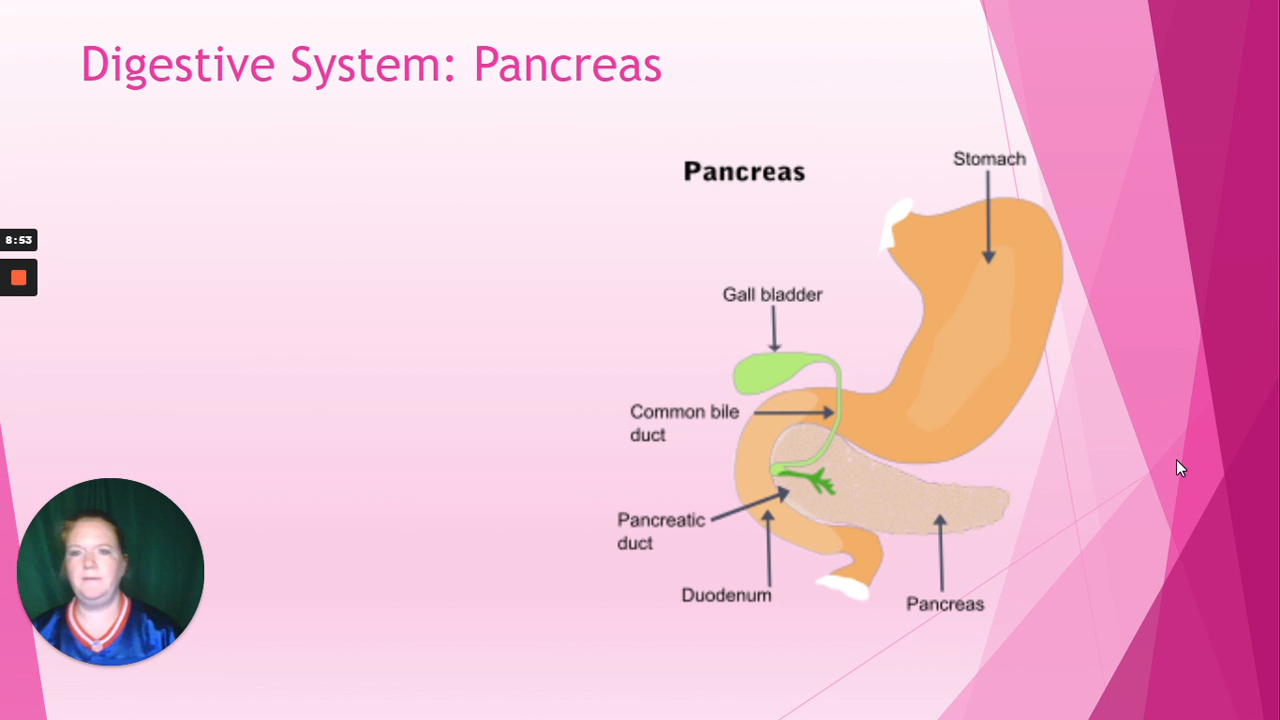 Digestive System: Pancreas
Pancreas
Stomach
8:53
Gall bladder
Common bile
duct
Pancreatic
duct
Duodenum
Pancreas